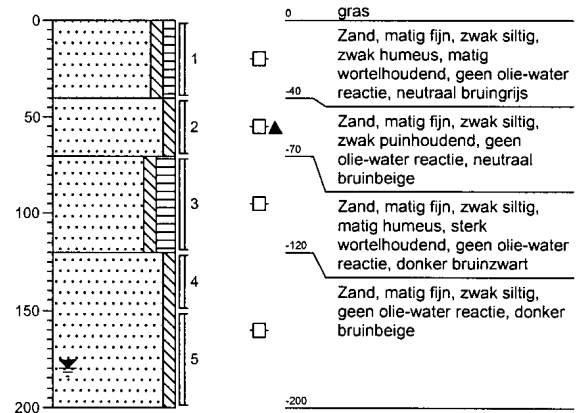 0
50
100
150
200
1
2
3
4
5
0 gras
Zand, matig fijn, zwak siltig,
zwak humeus, matig
wortelhoudend, geen olie-water
reactie, neutraal bruingrijs
-40
Zand, matig fijn, zwak siltig,
zwak puinhoudend, geen
olie-water reactie, neutraal
bruinbeige
-70
Zand, matig fijn, zwak siltig,
matig humeus, sterk
wortelhoudend, geen olie-water
reactie, donker bruinzwart
-120
Zand, matig fijn, zwak siltig,
geen olie-water reactie, donker
bruinbeige
-200